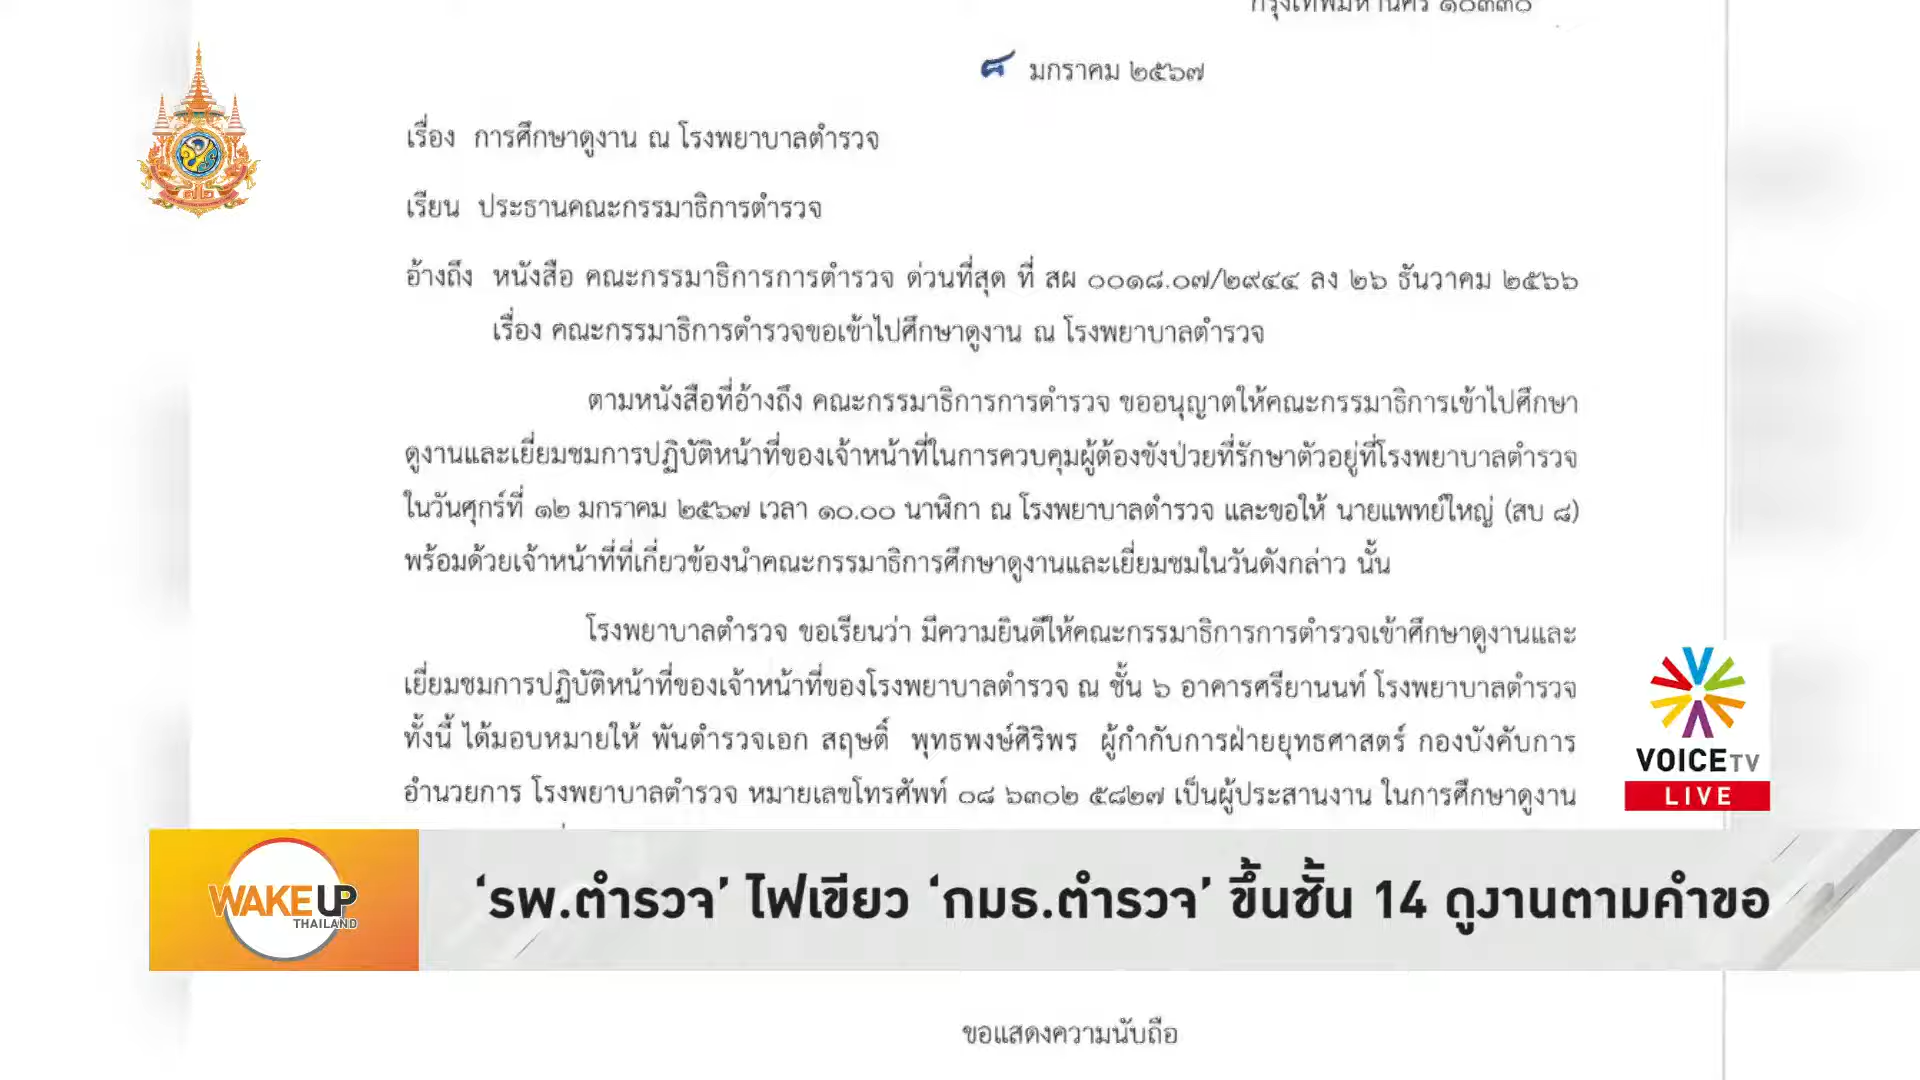 กรุงเทพมหานคร ๑๐๓๓๐
๘ มกราคม ๒๕๖๗
เรื่อง การศึกษาดูงาน ณ โรงพยาบาลตำรวจ
เรียน ประธานคณะกรรมาธิการตำรวจ
อ้างถึง หนังสือ คณะกรรมาธิการการตำรวจ ด่วนที่สุด ที่ สผ ๐๐๑๘.๐๗/๒๙๔๔ ลง ๒๖ ธันวาคม ๒๕๖๖
เรื่อง คณะกรรมาธิการตำรวจขอเข้าไปศึกษาดูงาน ณ โรงพยาบาลตำรวจ
ตามหนังสือที่อ้างถึง คณะกรรมาธิการการตำรวจ ขออนุญาตให้คณะกรรมาธิการเข้าไปศึกษา
ดูงานและเยี่ยมชมการปฏิบัติหน้าที่ของเจ้าหน้าที่ในการควบคุมผู้ต้องขังป่วยที่รักษาตัวอยู่ที่โรงพยาบาลตำรวจ
ในวันศุกร์ที่ ๑๒ มกราคม ๒๕๖๗ เวลา ๑๐.๐๐ นาฬิกา ณ โรงพยาบาลตำรวจ และขอให้ นายแพทย์ใหญ่ (สบ ๘)
พร้อมด้วยเจ้าหน้าที่ที่เกี่ยวข้องนำคณะกรรมาธิการศึกษาดูงานและเยี่ยมชมในวันดังกล่าว นั้น
โรงพยาบาลตำรวจ ขอเรียนว่า มีความยินดีให้คณะกรรมาธิการการตำรวจเข้าศึกษาดูงานและ
เยี่ยมชมการปฏิบัติหน้าที่ของเจ้าหน้าที่ของโรงพยาบาลตำรวจ ณ ชั้น ๖ อาคารศรียานนท์ โรงพยาบาลตำรวจ
ทั้งนี้ ได้มอบหมายให้ พันตำรวจเอก สฤษดิ์ พุทธพงษ์ศิริพร ผู้กำกับการฝ่ายยุทธศาสตร์ กองบังคับการ
อำนวยการ โรงพยาบาลตำรวจ หมายเลขโทรศัพท์ ๐๘ ๖๓๐๒ ๕๘๒๗ เป็นผู้ประสานงาน ในการศึกษาดูงาน
VOICETV
LIVE
WAKE UP
THAILAND
‘รพ.ตำรวจ’ ไฟเขียว ‘กมธ.ตำรวจ’ ขึ้นชั้น 14 ดูงานตามคำขอ
ขอแสดงความนับถือ